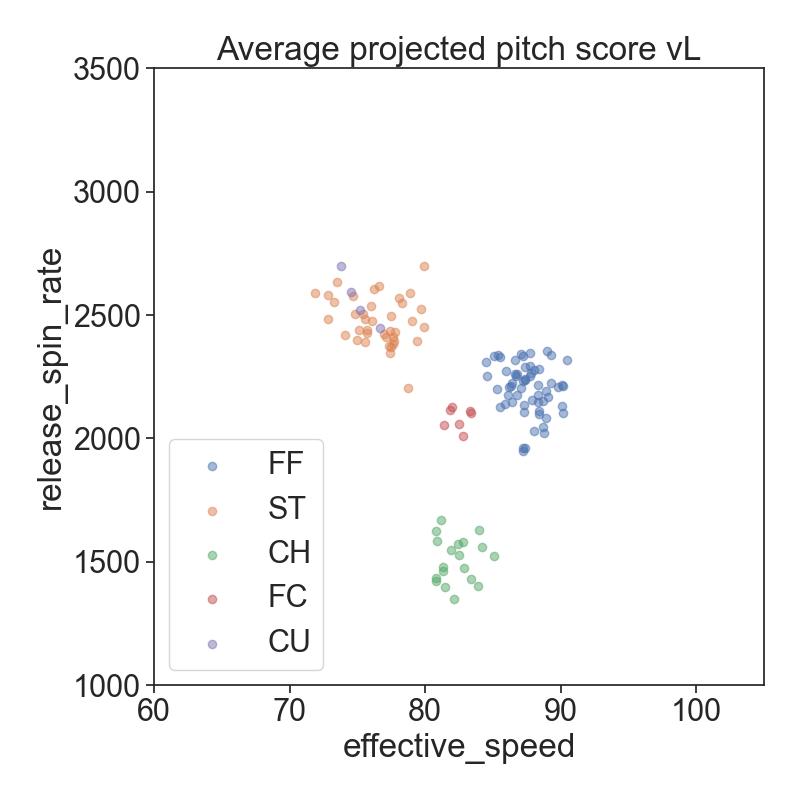 Average projected pitch score vL
3500
3000
2500
2000
1500
1000
release_spin_rate
FF
ST
CH
FC
CU
60
70
80
90
100
effective_speed